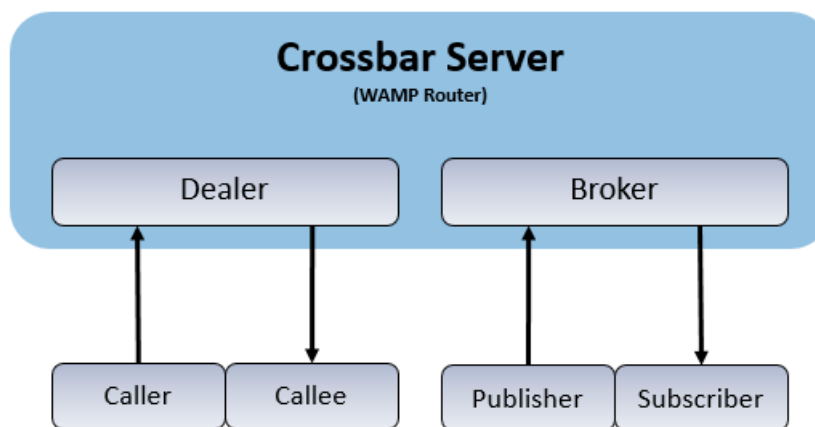 Crossbar Server
(WAMP Router)
Dealer
Broker
Caller
Callee
Publisher
Subscriber